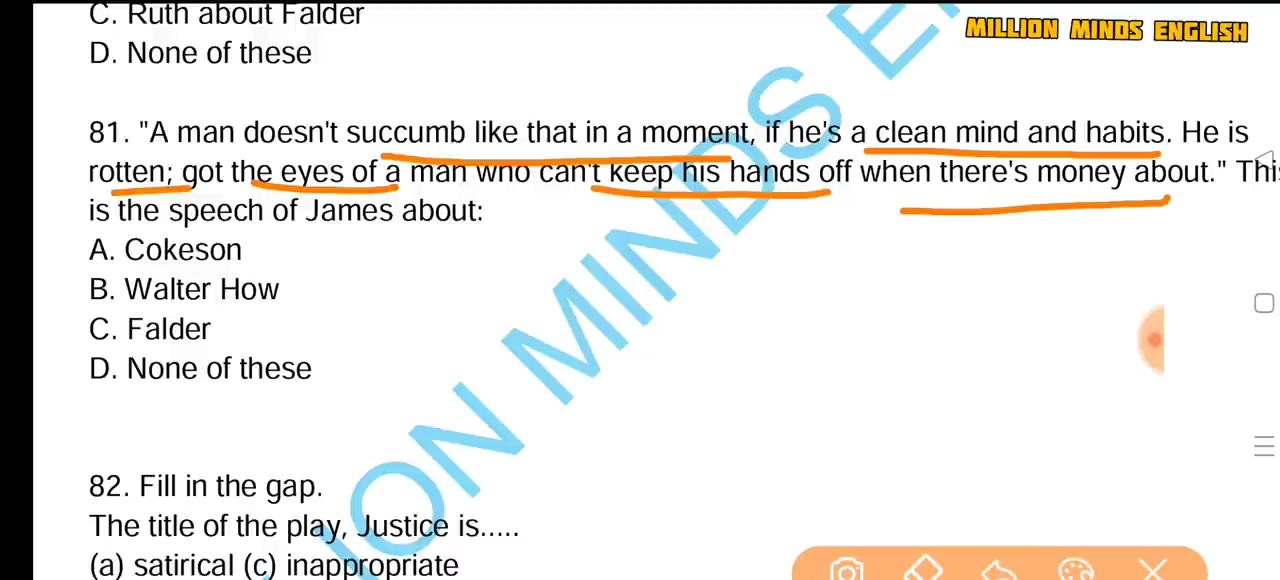 C. Ruth about Falder
MILLION MINDS ENGLISH
D. None of these
81. "A man doesn't succumb like that in a moment, if he's a clean mind and habits. He is
rotten; got the eyes of a man who can't keep his hands off when there's money about." This
is the speech of James about:
A. Cokeson
B. Walter How
C. Falder
D. None of these
82. Fill in the gap.
The title of the play, Justice is.....
(a) satirical (c) inappropriate
ION MINDS E